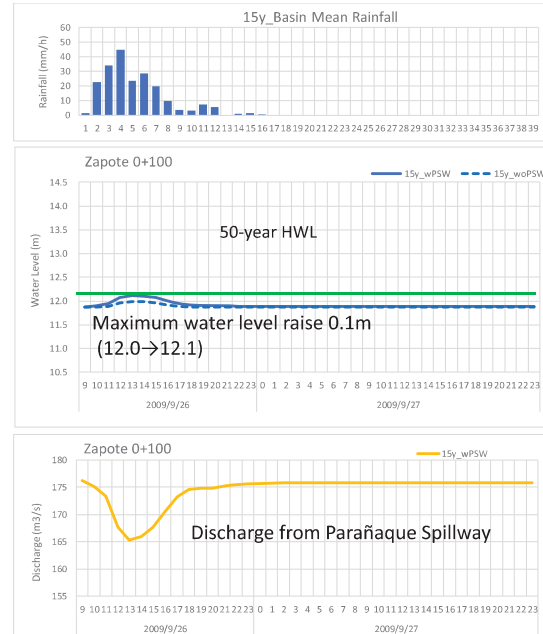 15y_Basin Mean Rainfall
Rainfall (mm/h)
60
50
40
30
20
10
0
1 2 3 4 5 6 7 8 9 10 11 12 13 14 15 16 17 18 19 20 21 22 23 24 25 26 27 28 29 30 31 32 33 34 35 36 37 38 39
Zapote 0+100
15y_wPSW 15y_woPSW
Water Level (m)
14.5
14.0
13.5
13.0
12.5
12.0
11.5
11.0
10.5
50-year HWL
Maximum water level raise 0.1m
(12.0→12.1)
9 10 11 12 13 14 15 16 17 18 19 20 21 22 23 0 1 2 3 4 5 6 7 8 9 10 11 12 13 14 15 16 17 18 19 20 21 22 23
2009/9/26 2009/9/27
Zapote 0+100
15y_wPSW
Discharge (m3/s)
180
175
170
165
160
155
Discharge from Parañaque Spillway
9 10 11 12 13 14 15 16 17 18 19 20 21 22 23 0 1 2 3 4 5 6 7 8 9 10 11 12 13 14 15 16 17 18 19 20 21 22 23
2009/9/26 2009/9/27